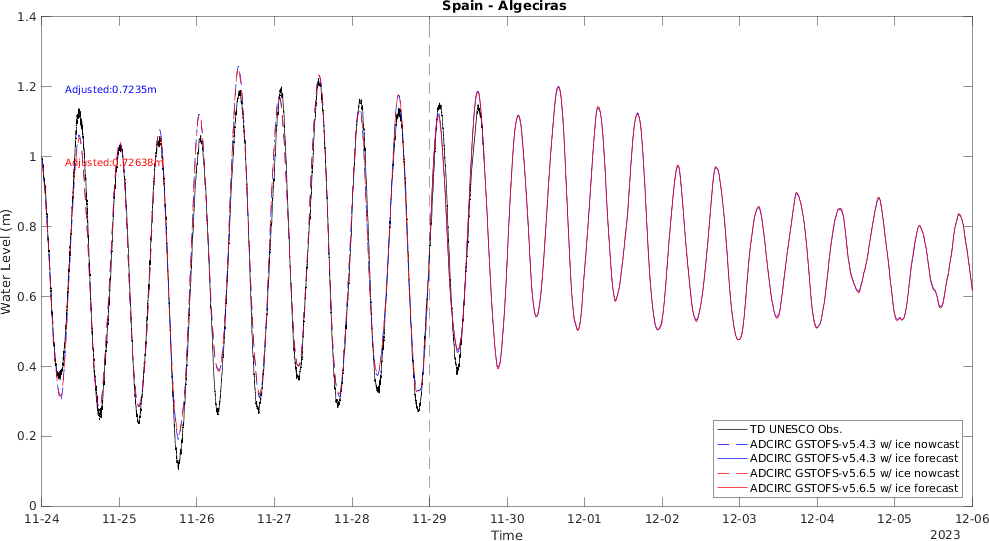 Spain - Algeciras
1.4
1.2
1
0.8
0.6
0.4
0.2
0
Water Level (m)
Adjusted:0.7235m
Adjusted:0.72638m
TD UNESCO Obs.
ADCIRC GSTOFS-v5.4.3 w/ ice nowcast
ADCIRC GSTOFS-v5.4.3 w/ ice forecast
ADCIRC GSTOFS-v5.6.5 w/ ice nowcast
ADCIRC GSTOFS-v5.6.5 w/ ice forecast
11-24 11-25 11-26 11-27 11-28 11-29 11-30 12-01 12-02 12-03 12-04 12-05 12-06
Time
2023